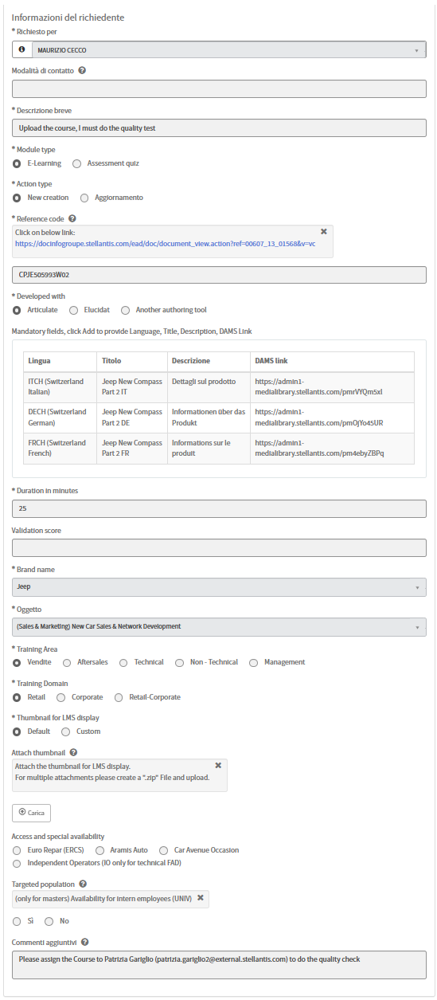 Informazioni del richiedente
* Richiesto per
MAURIZIO CECCO
Modalità di contatto
* Descrizione breve
Upload the course, I must do the quality test
* Module type
E-Learning Assessment quiz
* Action type
New creation Aggiornamento
* Reference code
Click on below link:
https://docinfogroupe.stellantis.com/ead/doc/document_view.action?ref=00607_13_01568&v=vc
CPJE505993W02
* Developed with
Articulate Elucidat Another authoring tool
Mandatory fields, click Add to provide Language, Title, Description, DAMS Link
Lingua Titolo Descrizione DAMS link
ITCH (Switzerland Italian) Jeep New Compass Part 2 IT Dettagli sul prodotto https://admin1-medialibrary.stellantis.com/pmrVYQm5xl
DECH (Switzerland German) Jeep New Compass Part 2 DE Informationen über das Produkt https://admin1-medialibrary.stellantis.com/pmOjYo45UR
FRCH (Switzerland French) Jeep New Compass Part 2 FR Informations sur le produit https://admin1-medialibrary.stellantis.com/pm4ebyZBPq
* Duration in minutes
25
Validation score
* Brand name
Jeep
* Oggetto
(Sales & Marketing) New Car Sales & Network Development
* Training Area
Vendite Aftersales Technical Non - Technical Management
* Training Domain
Retail Corporate Retail-Corporate
* Thumbnail for LMS display
Default Custom
Attach thumbnail
Attach the thumbnail for LMS display.
For multiple attachments please create a ".zip" File and upload.
Carica
Access and special availability
Euro Repar (ERCS) Aramis Auto Car Avenue Occasion
Independent Operators (IO only for technical FAD)
Targeted population
(only for masters) Availability for intern employees (UNIV)
Sì No
Commenti aggiuntivi
Please assign the Course to Patrizia Gariglio (patrizia.gariglio2@external.stellantis.com) to do the quality check